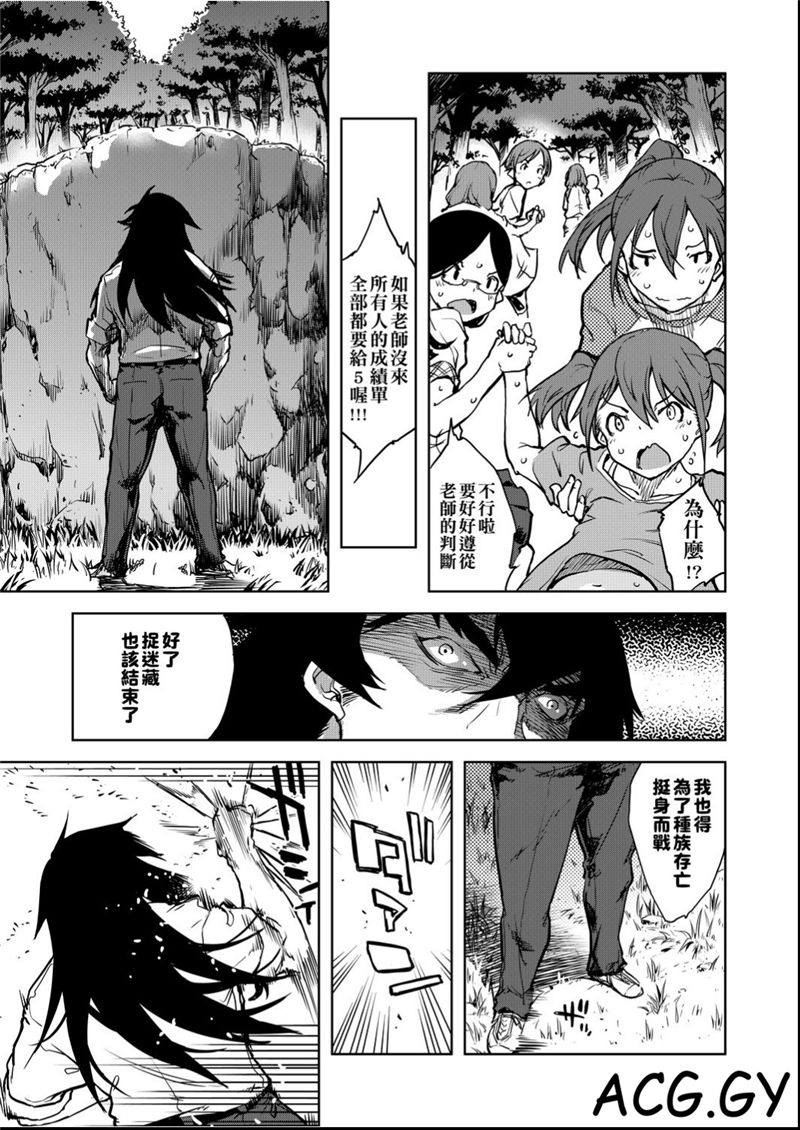 為什麼!?
不行啦
要好好遵從
老師的判斷
如果老師沒來
所有人的成績單
全部都要給5喔!!!
好了
捉迷藏
也該結束了
我也得
為了種族存亡
挺身而戰
ACG.GY